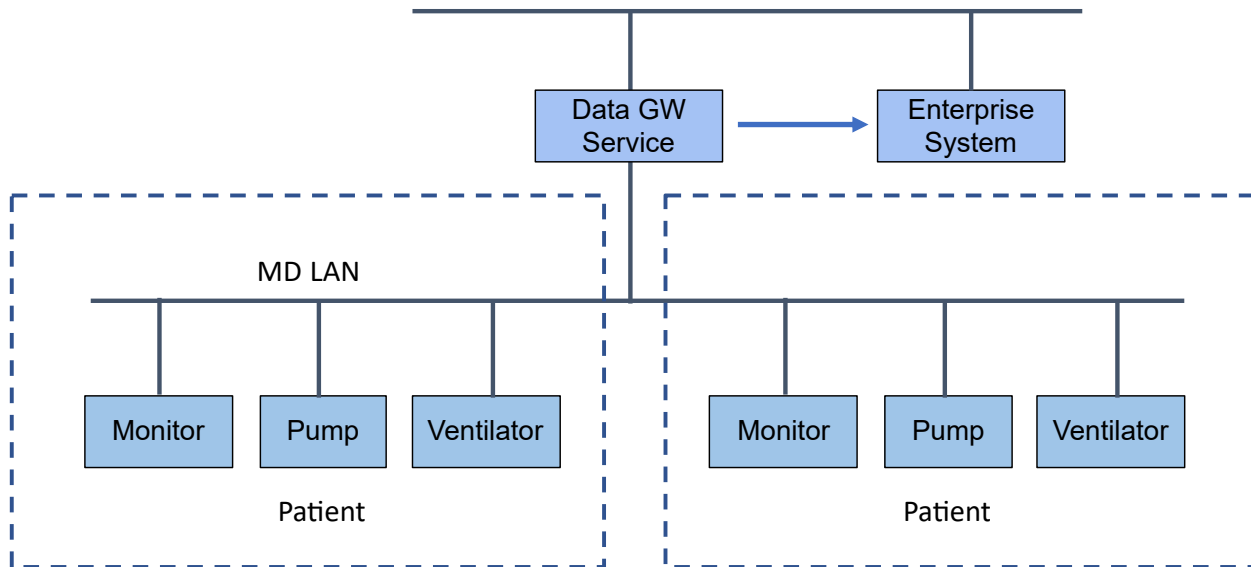 Data GW
Service
Enterprise
System
MD LAN
Monitor
Pump
Ventilator
Monitor
Pump
Ventilator
Patient
Patient